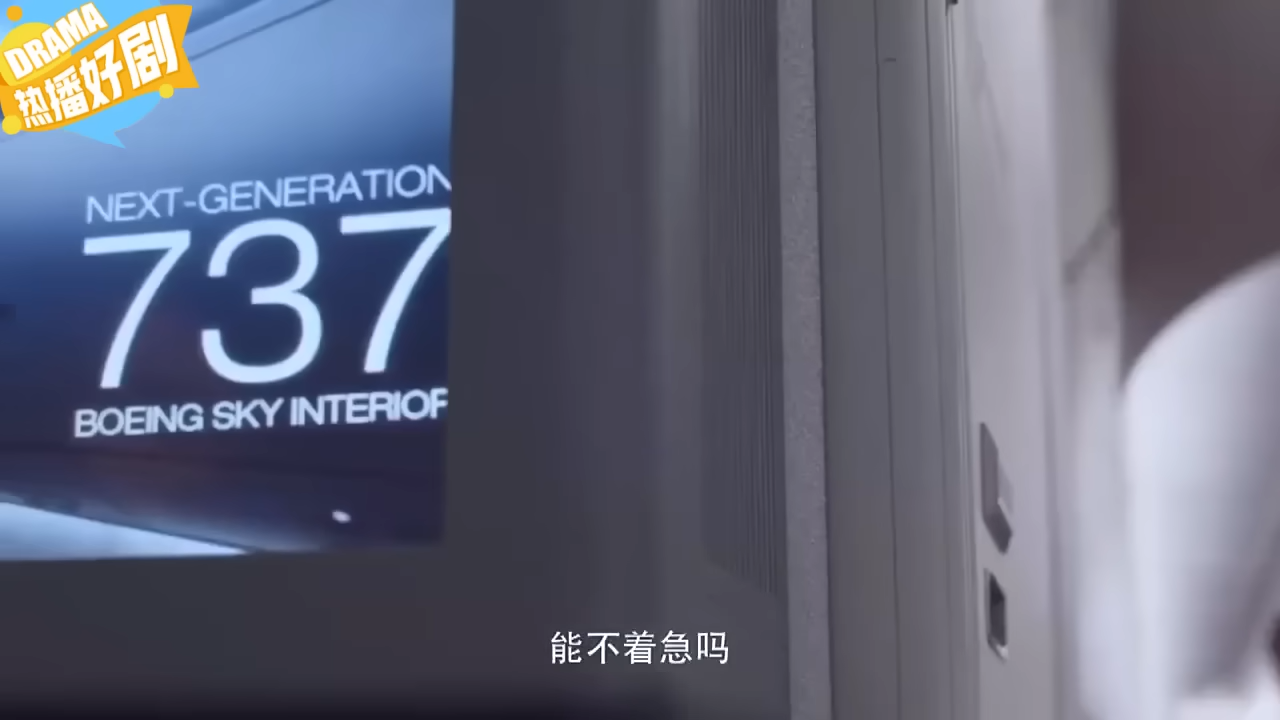 DRAMA
热播好剧
NEXT-GENERATION
737
BOEING SKY INTERIOR
能不着急吗